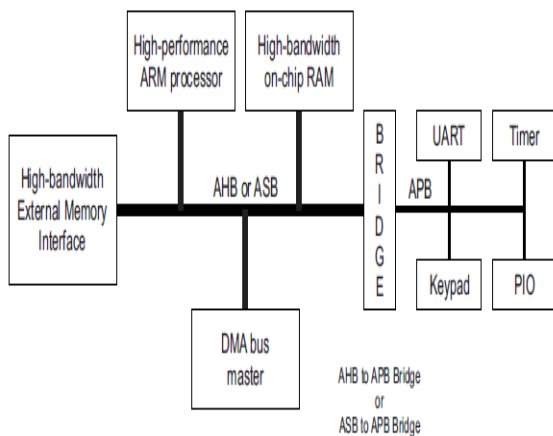 High-performance
ARM processor
High-bandwidth
on-chip RAM
High-bandwidth
External Memory
Interface
AHB or ASB
B
R
I
D
G
E
APB
UART
Timer
Keypad
PIO
DMA bus
master
AHB to APB Bridge
or
ASB to APB Bridge